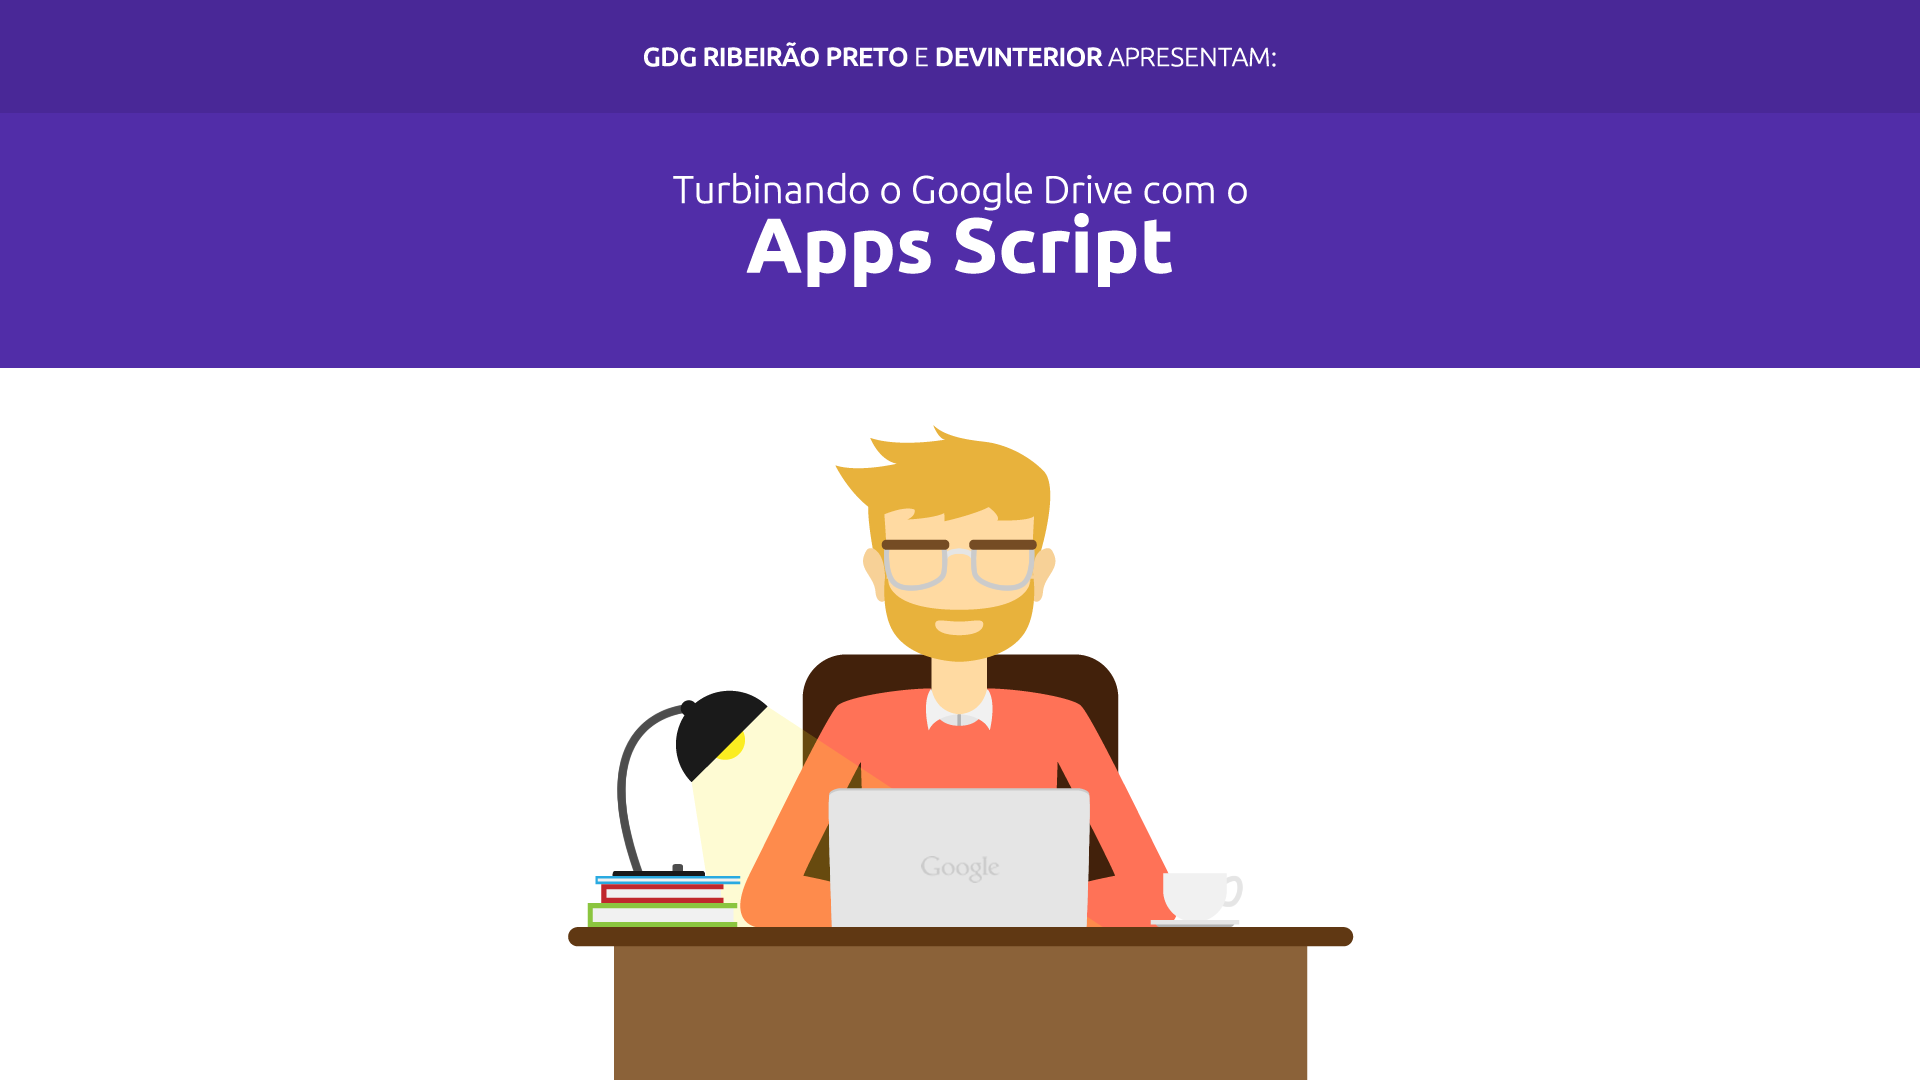 GDG RIBEIRÃO PRETO E DEVINTERIOR APRESENTAM:
Turbinando o Google Drive com o
Apps Script
Google